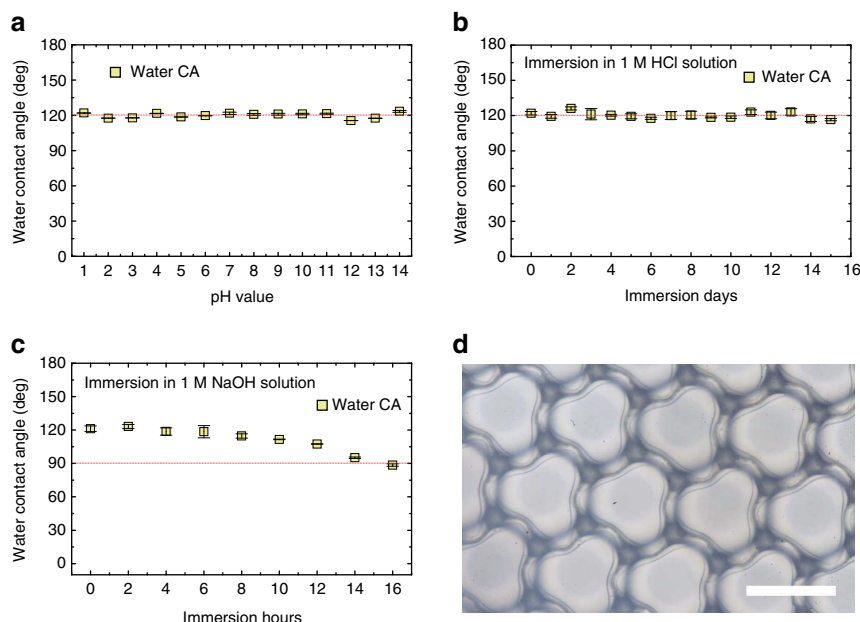 a
180
150
120
90
60
30
0
Water contact angle (deg)
Water CA
1 2 3 4 5 6 7 8 9 10 11 12 13 14
pH value
b
180
150
120
90
60
30
0
Water contact angle (deg)
Immersion in 1 M HCl solution
Water CA
0 2 4 6 8 10 12 14 16
Immersion days
c
180
150
120
90
60
30
0
Water contact angle (deg)
Immersion in 1 M NaOH solution
Water CA
0 2 4 6 8 10 12 14 16
Immersion hours
d